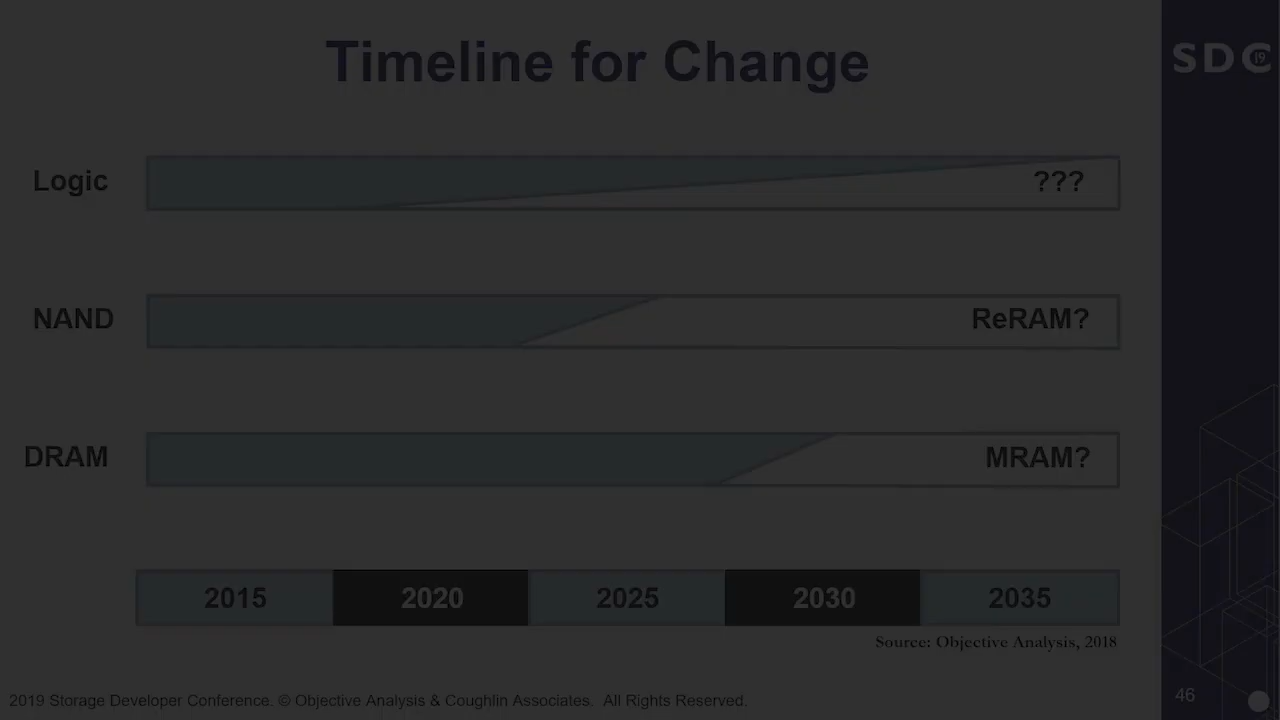 Timeline for Change
SDC 19
Logic
???
NAND
ReRAM?
DRAM
MRAM?
2015 2020 2025 2030 2035
Source: Objective Analysis, 2018
2019 Storage Developer Conference. © Objective Analysis & Coughlin Associates. All Rights Reserved.
46